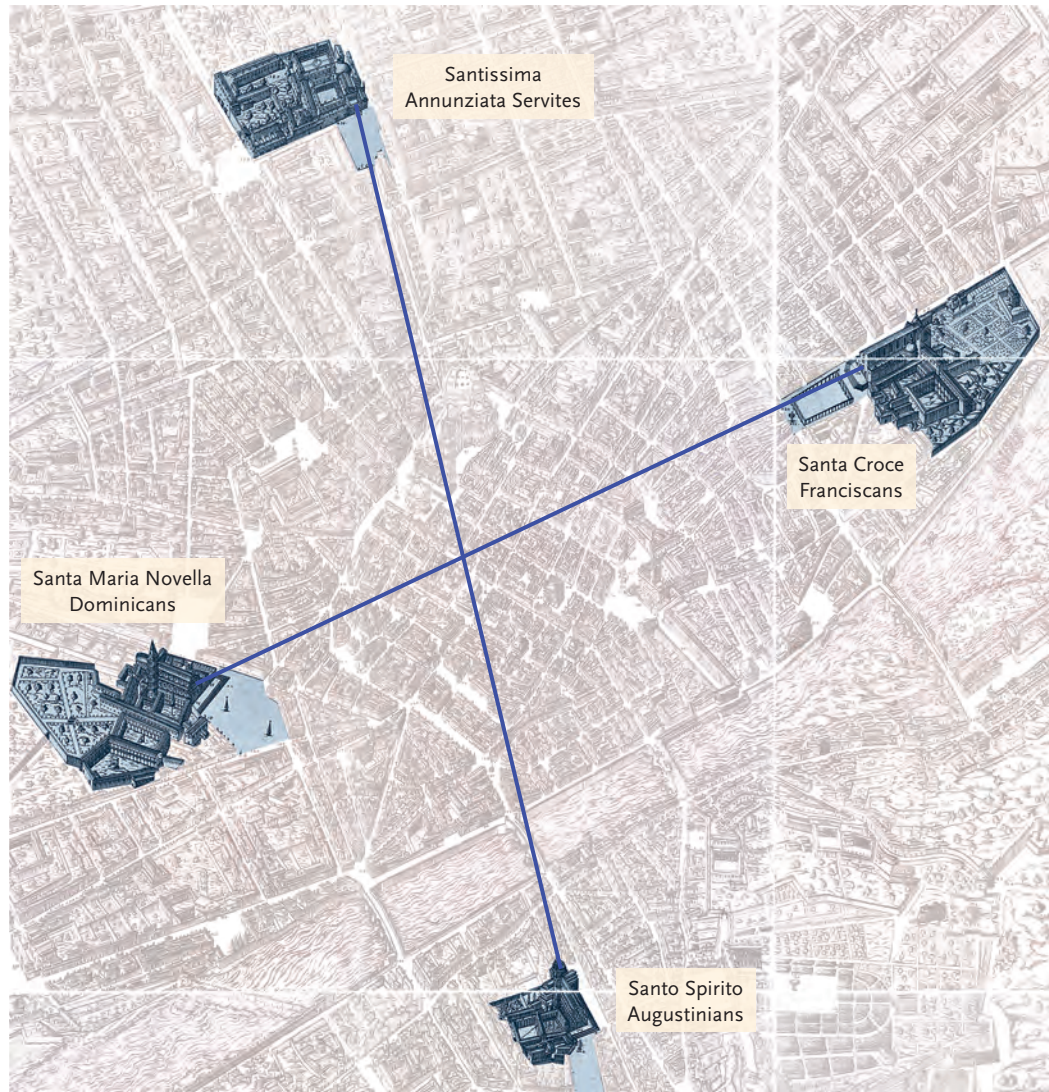 Santissima
Annunziata Servites
Santa Croce
Franciscans
Santa Maria Novella
Dominicans
Santo Spirito
Augustinians